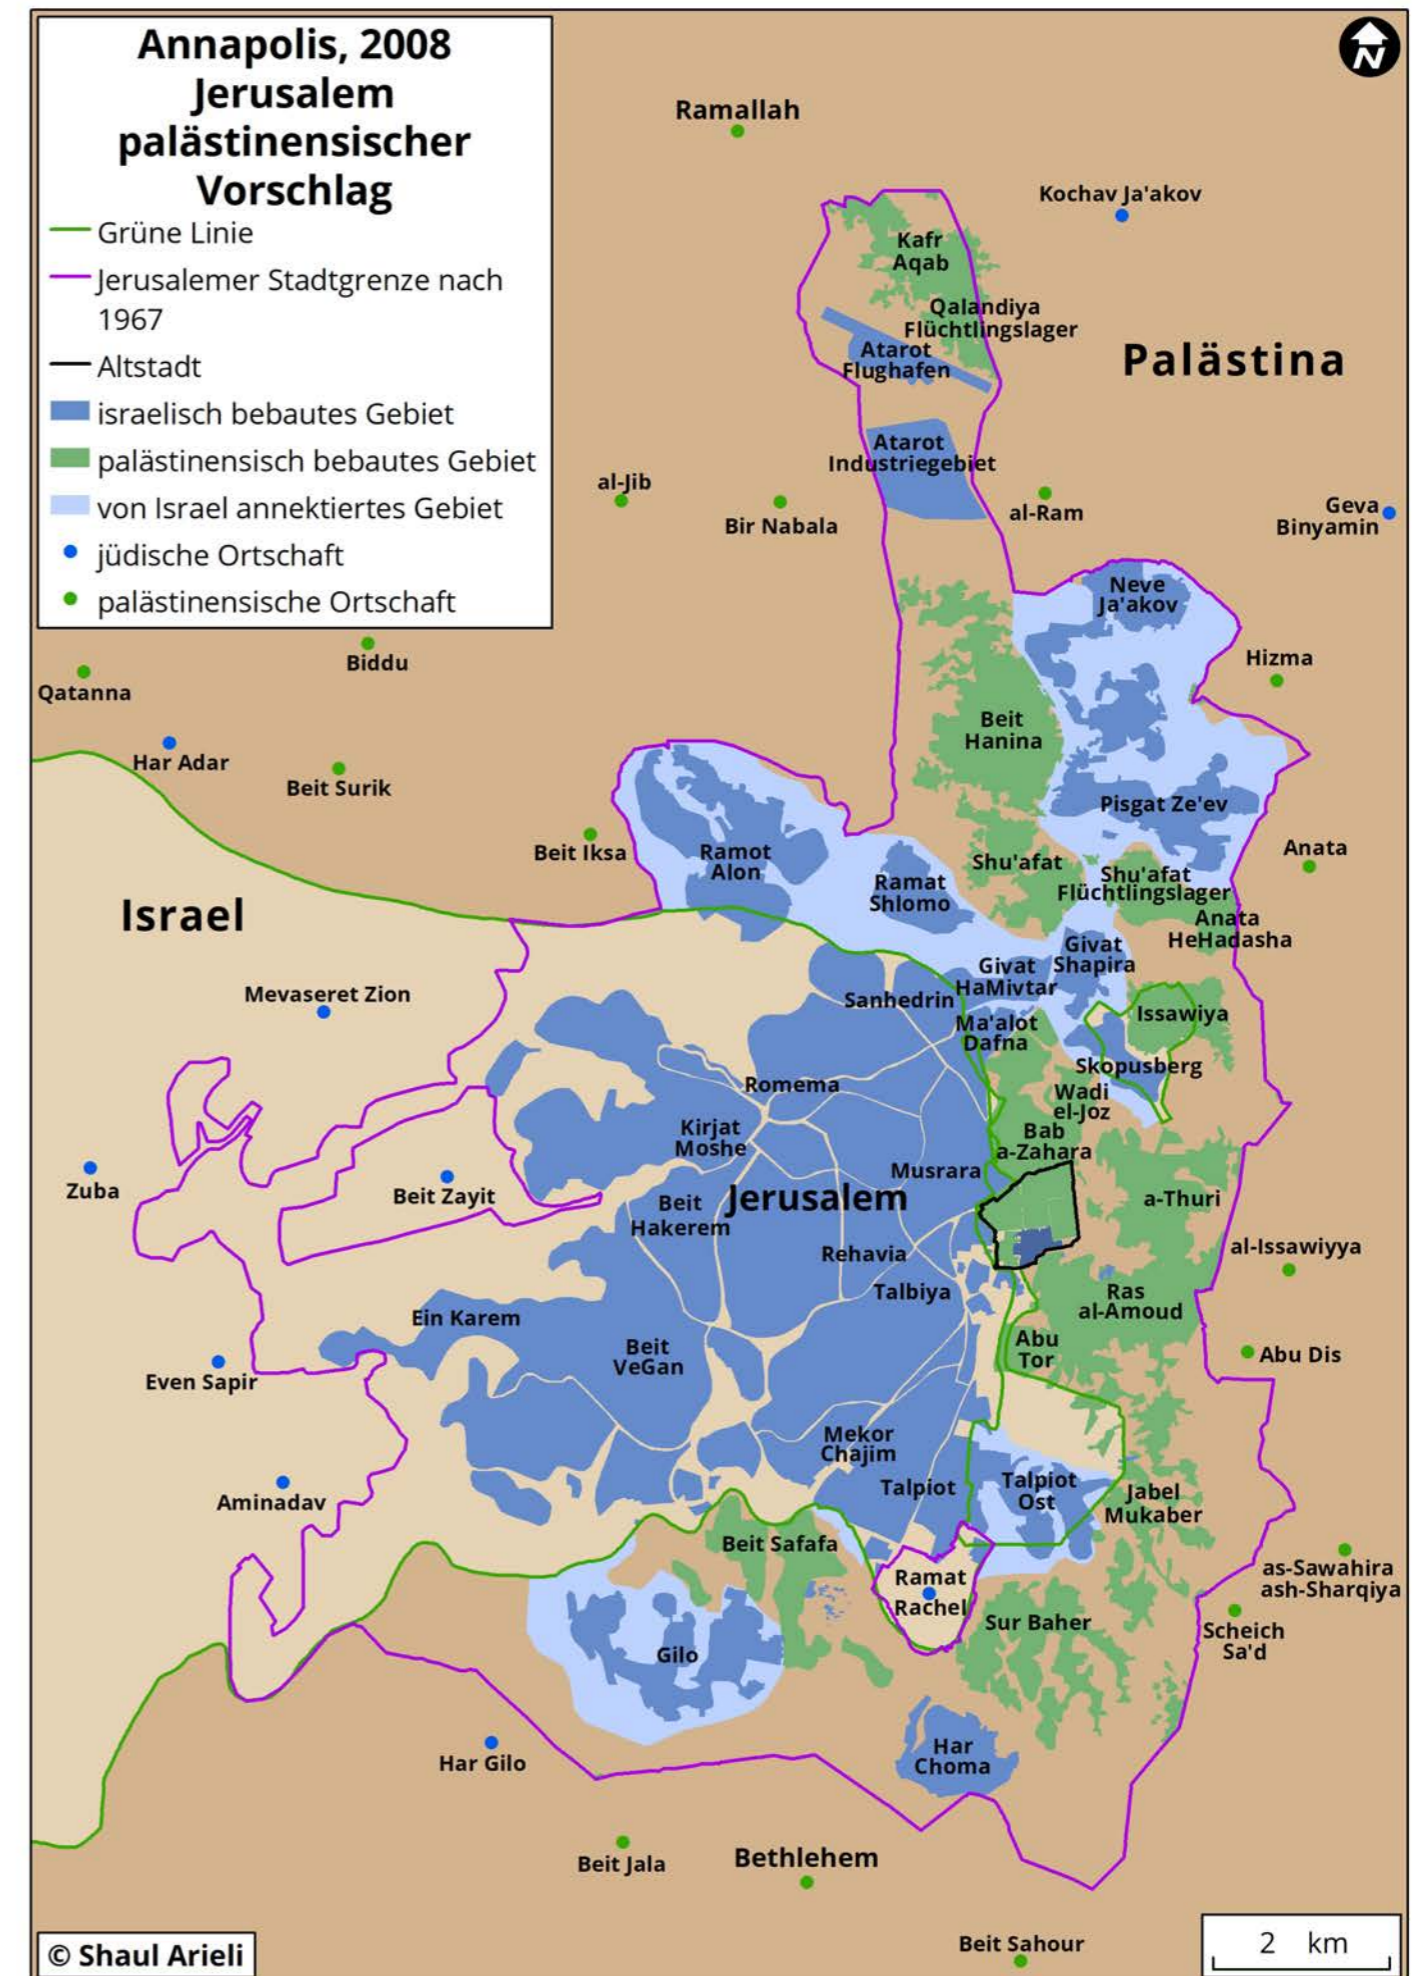 Annapolis, 2008
Jerusalem
palästinensischer
Vorschlag
Grüne Linie
Jerusalemer Stadtgrenze nach
1967
Altstadt
israelisch bebautes Gebiet
palästinensisch bebautes Gebiet
von Israel annektiertes Gebiet
jüdische Ortschaft
palästinensische Ortschaft
N
Ramallah
Kochav Ja'akov
Kafr
Aqab
Qalandiya
Flüchtlingslager
Atarot
Flughafen
Palästina
Atarot
Industriegebiet
al-Jib
Bir Nabala
al-Ram
Geva
Binyamin
Neve
Ja'akov
Biddu
Hizma
Qatanna
Beit
Hanina
Har Adar
Beit Surik
Pisgat Ze'ev
Beit Iksa
Ramot
Alon
Shu'afat
Anata
Ramat
Shlomo
Shu'afat
Flüchtlingslager
Israel
Anata
HeHadasha
Givat
Shapira
Givat
HaMivtar
Mevaseret Zion
Sanhedrin
Issawiya
Ma'alot
Dafna
Skopusberg
Romema
Wadi
el-Joz
Kirjat
Moshe
Bab
a-Zahara
Musrara
Zuba
Beit Zayit
Beit
Hakerem
Jerusalem
a-Thuri
Rehavia
al-Issawiyya
Talbiya
Ras
al-Amoud
Ein Karem
Beit
VeGan
Abu
Tor
Abu Dis
Even Sapir
Mekor
Chajim
Talpiot
Talpiot
Ost
Jabel
Mukaber
Aminadav
Beit Safafa
as-Sawahira
ash-Sharqiya
Ramat
Rachel
Sur Baher
Scheich
Sa'd
Gilo
Har
Choma
Har Gilo
Beit Jala
Bethlehem
Beit Sahour
© Shaul Arieli
2 km